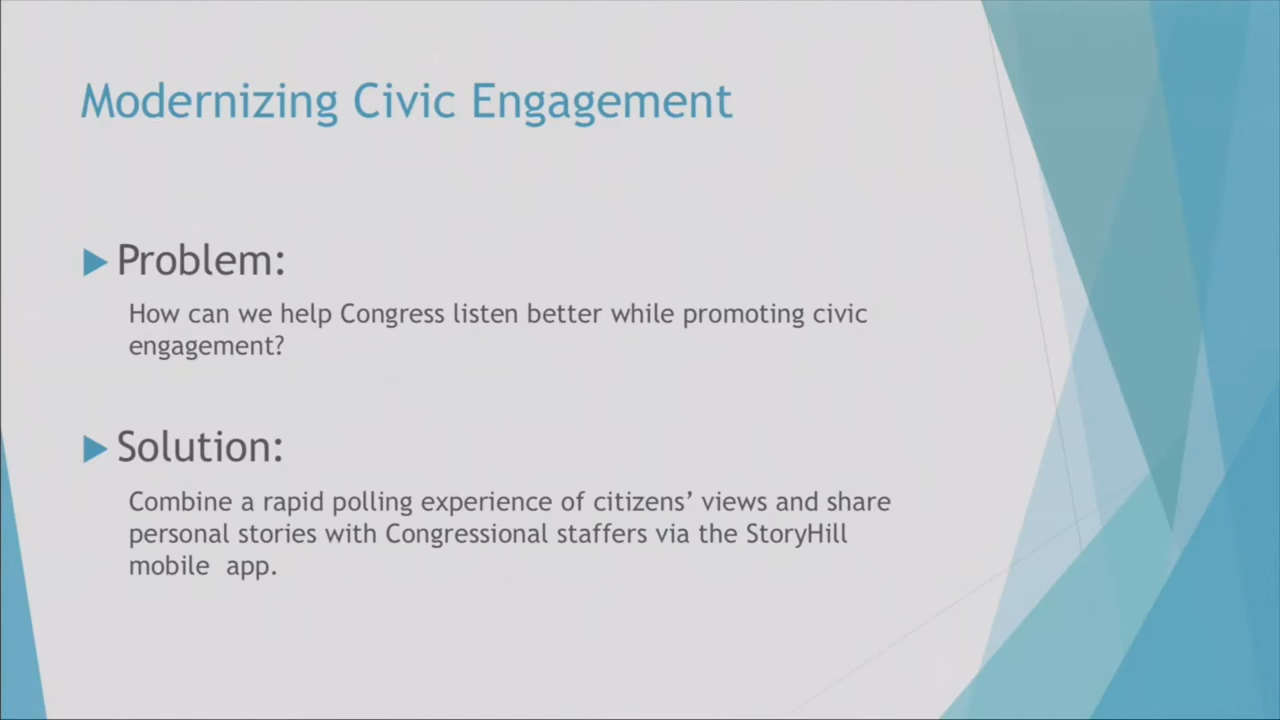 Modernizing Civic Engagement
Problem:
How can we help Congress listen better while promoting civic
engagement?
Solution:
Combine a rapid polling experience of citizens’ views and share
personal stories with Congressional staffers via the StoryHill
mobile  app.